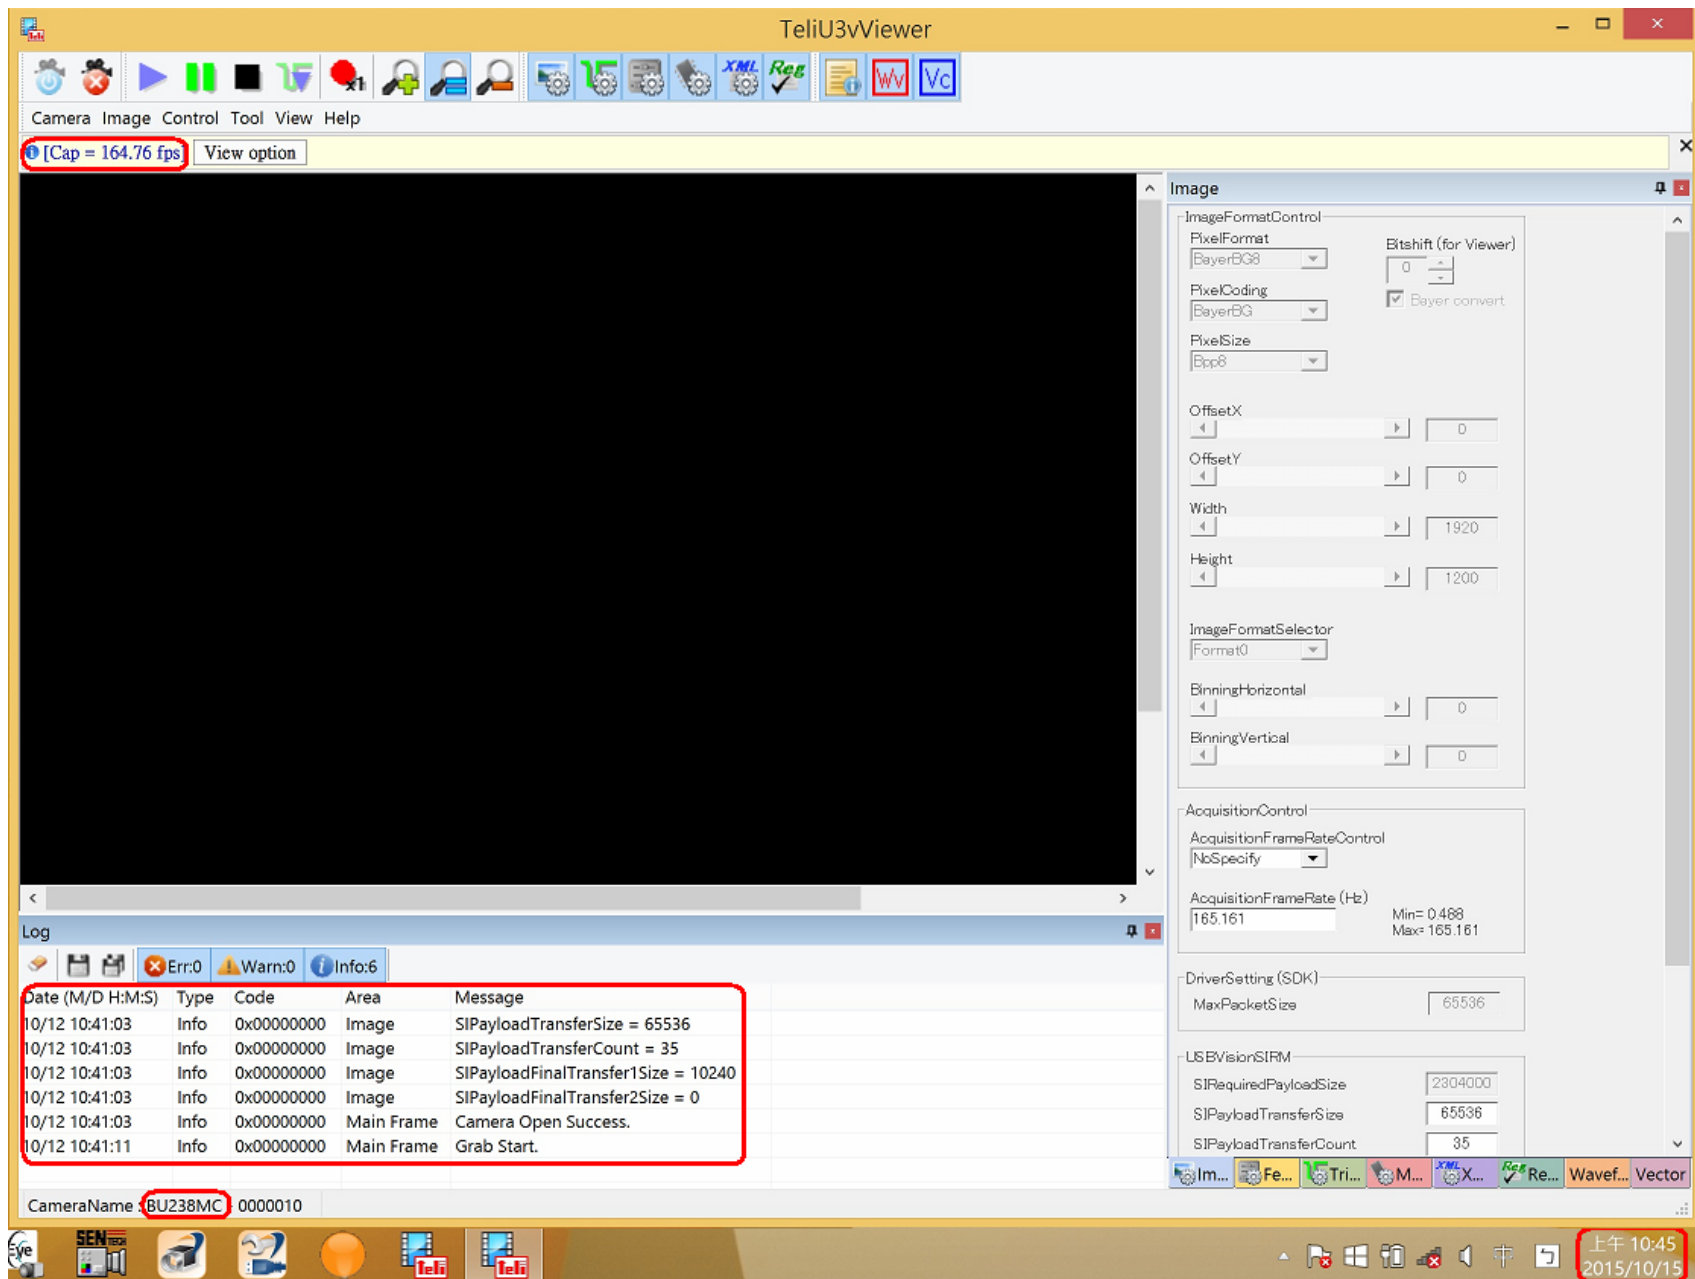 TeliU3vViewer
XML Reg
x1 Wv Vc
Camera Image Control Tool View Help
[Cap = 164.76 fps] View option
Image
ImageFormatControl
PixelFormat
BayerBG8
Bitshift (for Viewer)
0
Bayer convert
PixelCoding
BayerBG
PixelSize
Bpp8
OffsetX
0
OffsetY
0
Width
1920
Height
1200
ImageFormatSelector
Format0
BinningHorizontal
0
BinningVertical
0
AcquisitionControl
AcquisitionFrameRateControl
NoSpecify
AcquisitionFrameRate (Hz)
165.161
Min= 0.488
Max= 165.161
DriverSetting (SDK)
MaxPacketSize 65536
USBVisionSIRM
SIRequiredPayloadSize 2304000
SIPayloadTransferSize 65536
SIPayloadTransferCount 35
Im... Fe... Tri... M... XML X... Reg Re... Wavef... Vector
Log
Err:0 Warn:0 Info:6
Date (M/D H:M:S) Type Code Area Message
10/12 10:41:03 Info 0x00000000 Image SIPayloadTransferSize = 65536
10/12 10:41:03 Info 0x00000000 Image SIPayloadTransferCount = 35
10/12 10:41:03 Info 0x00000000 Image SIPayloadFinalTransfer1Size = 10240
10/12 10:41:03 Info 0x00000000 Image SIPayloadFinalTransfer2Size = 0
10/12 10:41:03 Info 0x00000000 Main Frame Camera Open Success.
10/12 10:41:11 Info 0x00000000 Main Frame Grab Start.
CameraName : BU238MC 0000010
Eye SENTECH Teli Teli 中 ㄅ 上午 10:45
2015/10/15